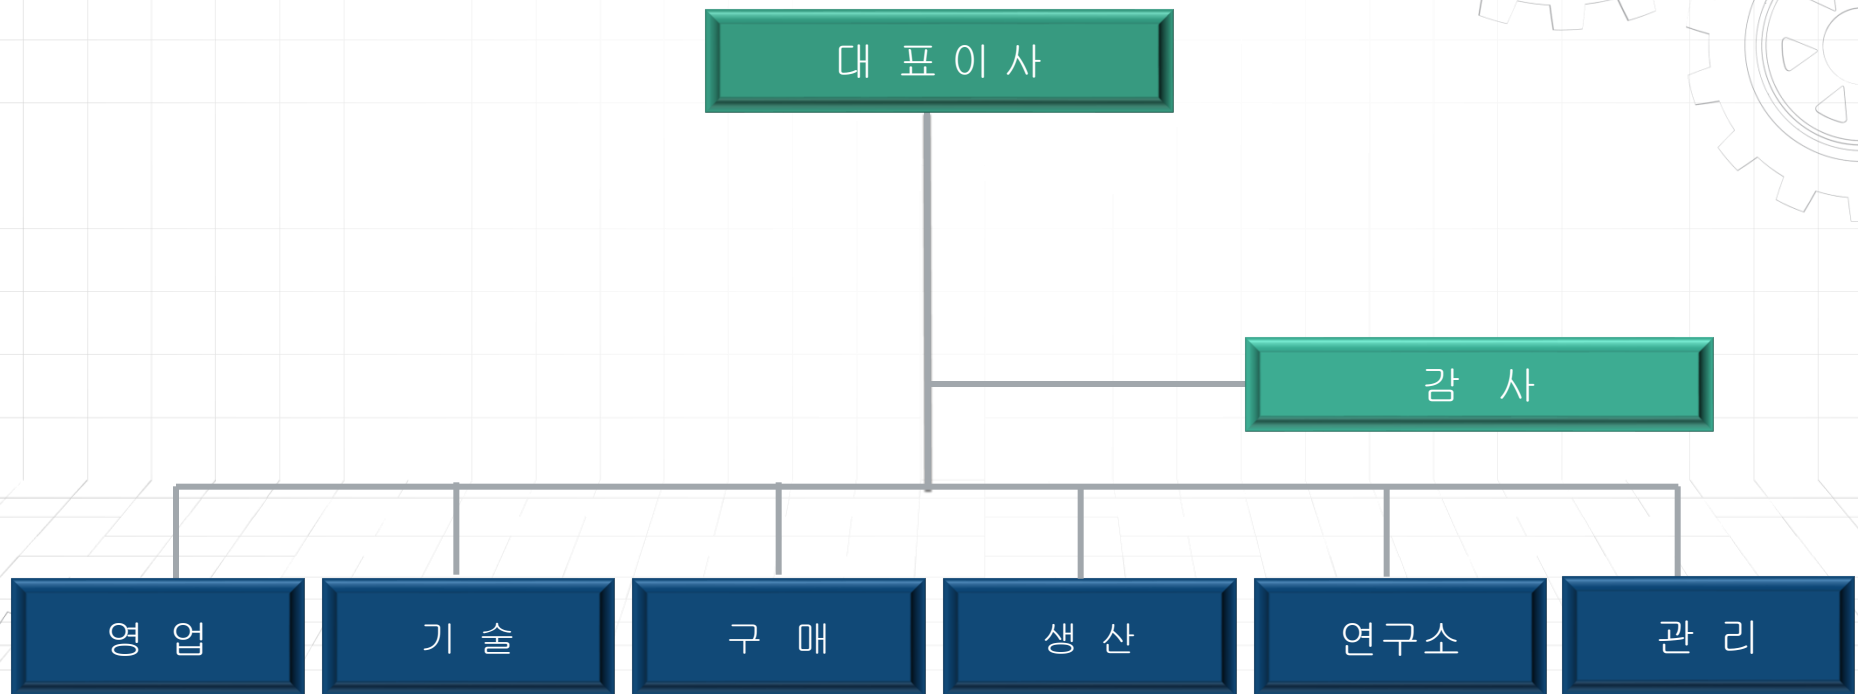 대 표이사
감 사
영 업
기 술
구 매
생 산
연구소
관 리